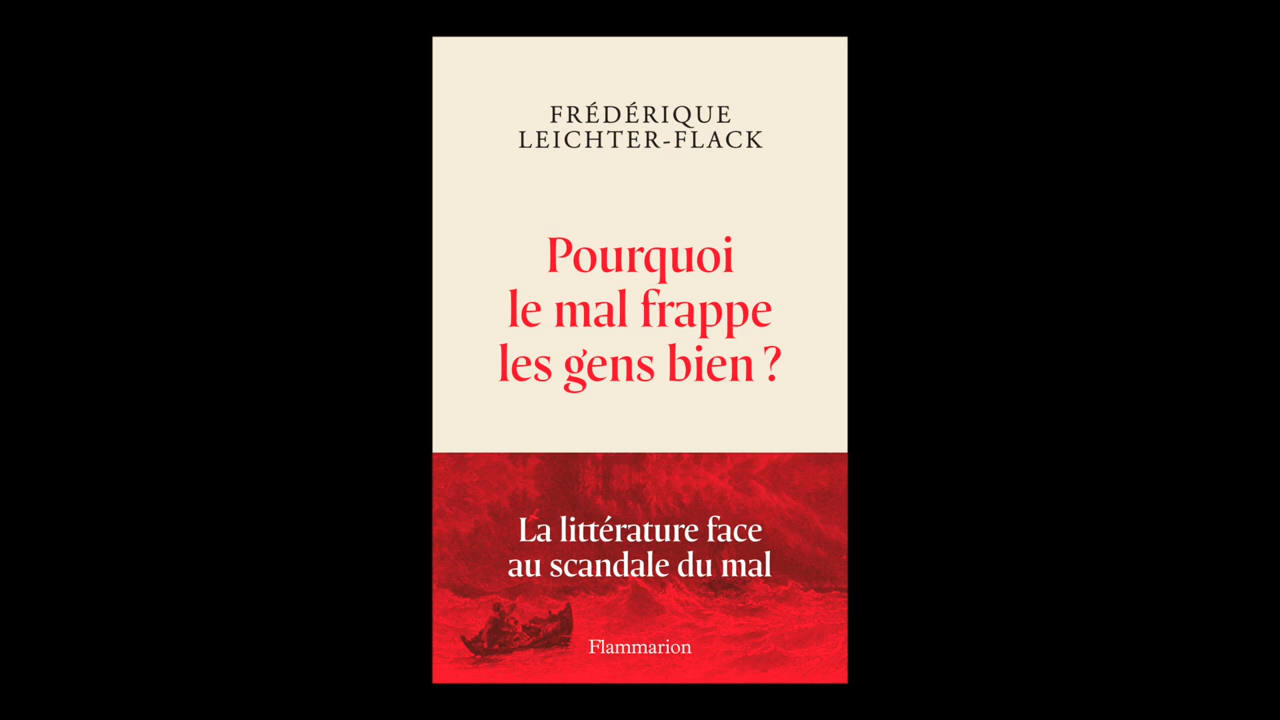 FRÉDÉRIQUE
LEICHTER-FLACK
Pourquoi
le mal frappe
les gens bien ?
La littérature face
au scandale du mal
Flammarion